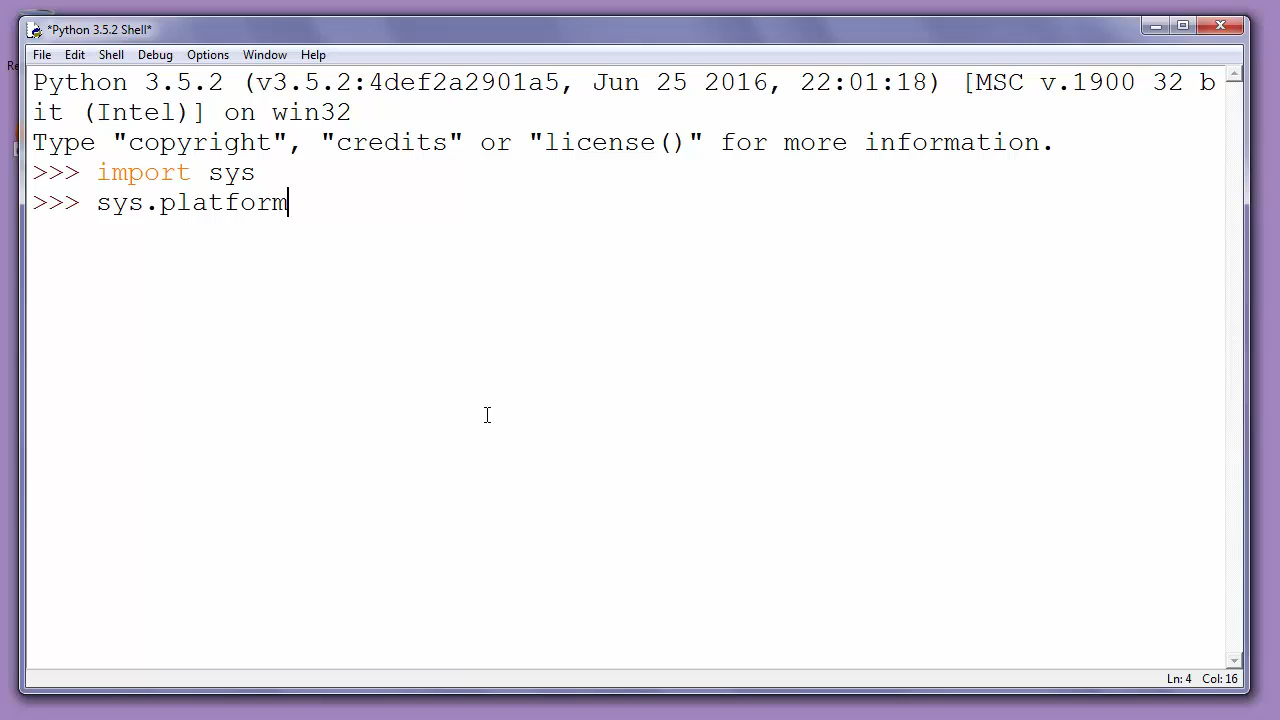 *Python 3.5.2 Shell*
File Edit Shell Debug Options Window Help
Python 3.5.2 (v3.5.2:4def2a2901a5, Jun 25 2016, 22:01:18) [MSC v.1900 32 b
it (Intel)] on win32
Type "copyright", "credits" or "license()" for more information.
>>> import sys
>>> sys.platform
Ln: 4 Col: 16